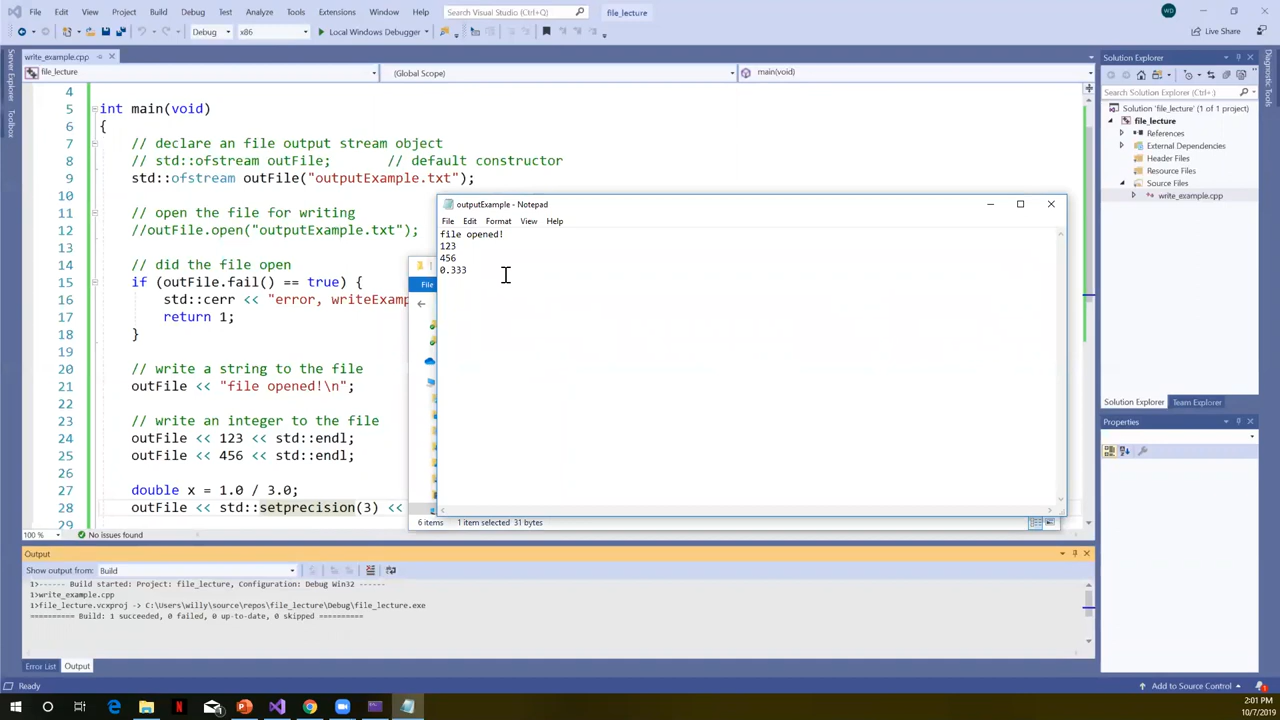 File Edit View Project Build Debug Test Analyze Tools Extensions Window Help Search Visual Studio (Ctrl+Q) file_lecture WD
Debug x86 Local Windows Debugger Live Share
write_example.cpp
file_lecture (Global Scope) main(void)
4
5 int main(void)
6 {
7 // declare an file output stream object
8 // std::ofstream outFile; // default constructor
9 std::ofstream outFile("outputExample.txt");
10
11 // open the file for writing
12 //outFile.open("outputExample.txt");
13
14 // did the file open
15 if (outFile.fail() == true) {
16 std::cerr << "error, writeExamp
17 return 1;
18 }
19
20 // write a string to the file
21 outFile << "file opened!\n";
22
23 // write an integer to the file
24 outFile << 123 << std::endl;
25 outFile << 456 << std::endl;
26
27 double x = 1.0 / 3.0;
28 outFile << std::setprecision(3) <<
29
100 % No issues found
outputExample - Notepad
File Edit Format View Help
file opened!
123
456
0.333
File
6 items 1 item selected 31 bytes
Server Explorer
Toolbox
Solution Explorer
Search Solution Explorer (Ctrl+;)
Solution 'file_lecture' (1 of 1 project)
file_lecture
References
External Dependencies
Header Files
Resource Files
Source Files
write_example.cpp
Solution Explorer Team Explorer
Properties
Diagnostic Tools
Output
Show output from: Build
1>------ Build started: Project: file_lecture, Configuration: Debug Win32 ------
1>write_example.cpp
1>file_lecture.vcxproj -> C:\Users\willy\source\repos\file_lecture\Debug\file_lecture.exe
========== Build: 1 succeeded, 0 failed, 0 up-to-date, 0 skipped ==========
Error List Output
Ready Add to Source Control
2:01 PM
10/7/2019